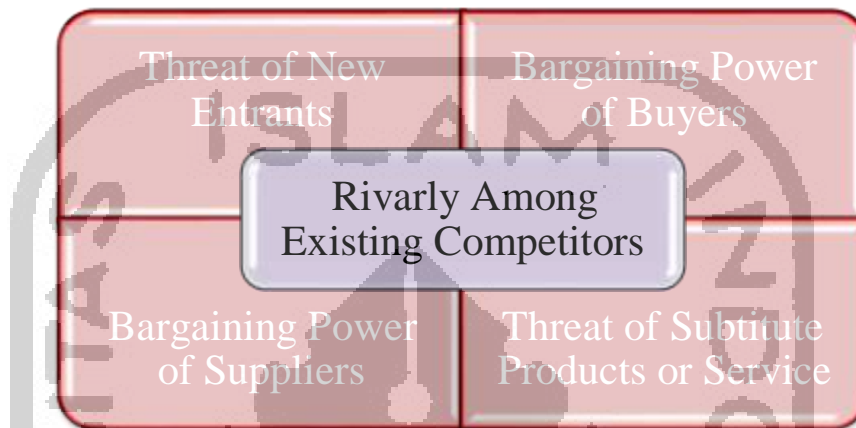 Threat of New
Entrants
Bargaining Power
of Buyers
Rivarly Among
Existing Competitors
Bargaining Power
of Suppliers
Threat of Subtitute
Products or Service
ISLAM